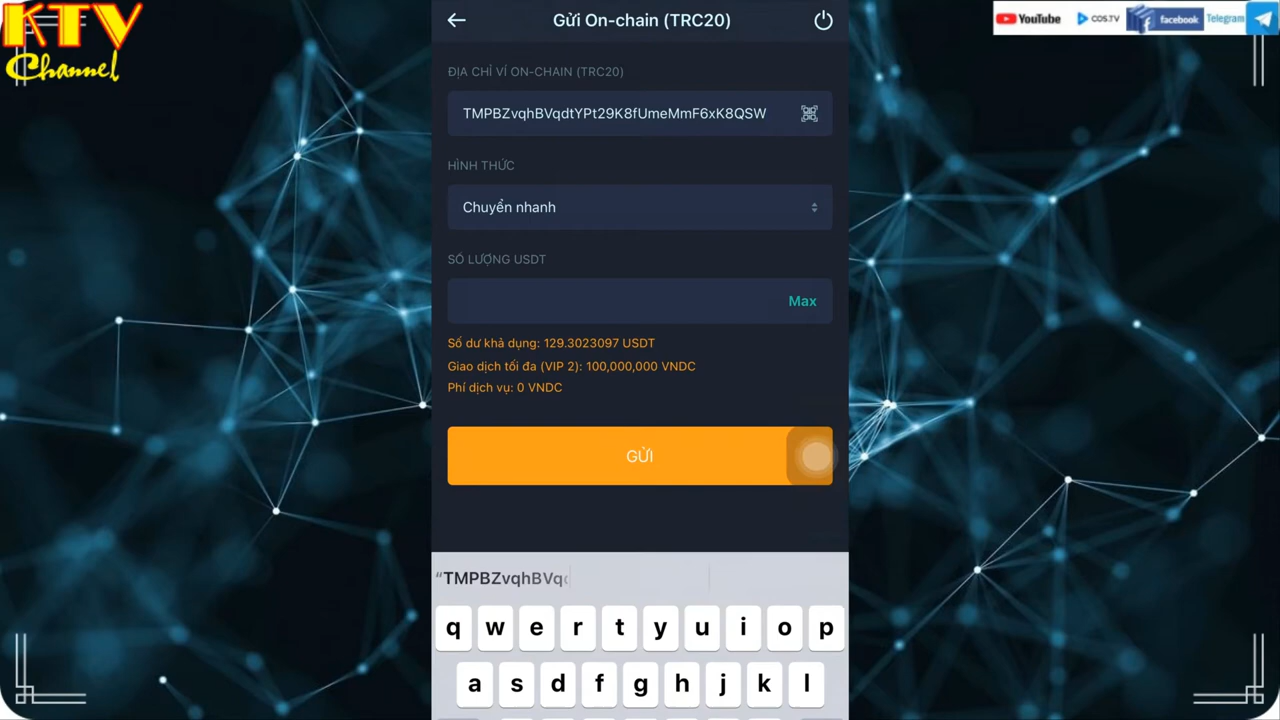 KTV
Channel
YouTube
COS.TV
facebook
Telegram
Gửi On-chain (TRC20)
ĐỊA CHỈ VÍ ON-CHAIN (TRC20)
TMPBZvqhBVqdtYPt29K8fUmeMmF6xK8QSW
HÌNH THỨC
Chuyển nhanh
SỐ LƯỢNG USDT
Max
Số dư khả dụng: 129.3023097 USDT
Giao dịch tối đa (VIP 2): 100,000,000 VNDC
Phí dịch vụ: 0 VNDC
GỬI
“TMPBZvqhBVq
q w e r t y u i o p
a s d f g h j k l